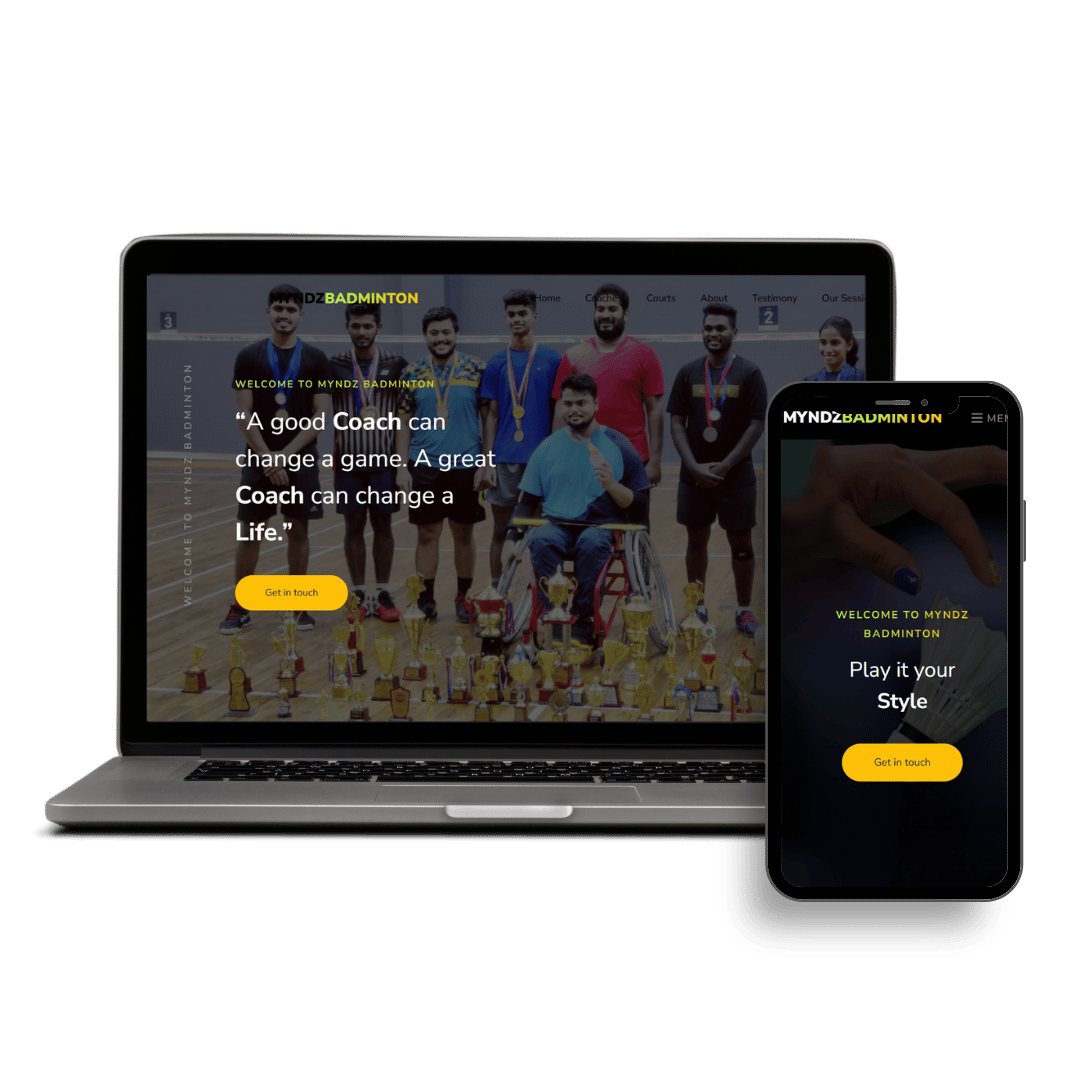 MYNDZBADMINTON
Home Coaches Courts About Testimony Our Sessi
3
2
WELCOME TO MYNDZ BADMINTON
WELCOME TO MYNDZ BADMINTON
“A good Coach can
change a game. A great
Coach can change a
Life.”
Get in touch
MYNDZBADMINTON
MEN
WELCOME TO MYNDZ
BADMINTON
Play it your
Style
Get in touch